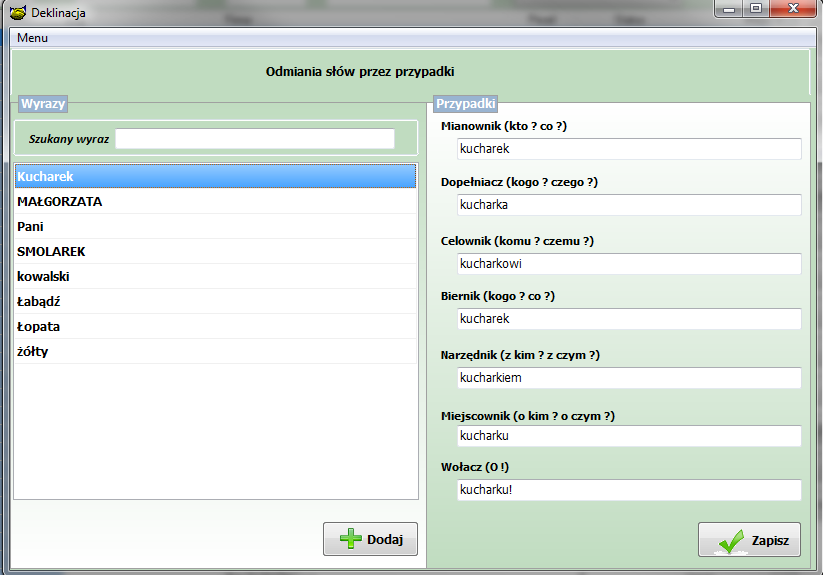 Deklinacja
Menu
Odmiania słów przez przypadki
Wyrazy
Szukany wyraz
Kucharek
MAŁGORZATA
Pani
SMOLAREK
kowalski
Łabądź
Łopata
żółty
Dodaj
Przypadki
Mianownik (kto ? co ?)
kucharek
Dopełniacz (kogo ? czego ?)
kucharka
Celownik (komu ? czemu ?)
kucharkowi
Biernik (kogo ? co ?)
kucharek
Narzędnik (z kim ? z czym ?)
kucharkiem
Miejscownik (o kim ? o czym ?)
kucharku
Wołacz (O !)
kucharku!
Zapisz